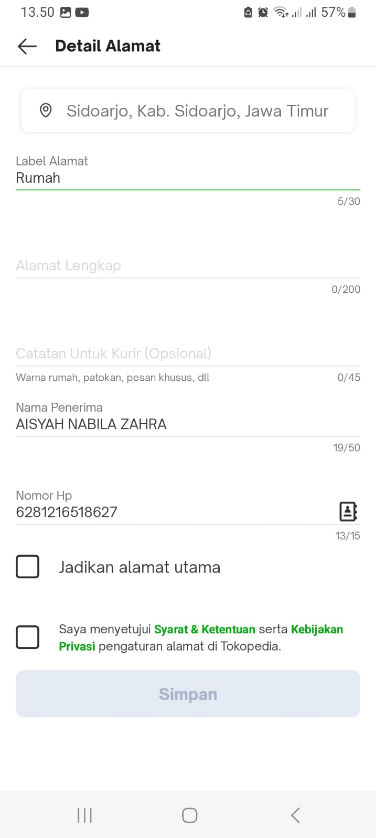 13.50
57%
Detail Alamat
Sidoarjo, Kab. Sidoarjo, Jawa Timur
Label Alamat
Rumah
5/30
Alamat Lengkap
0/200
Catatan Untuk Kurir (Opsional)
Warna rumah, patokan, pesan khusus, dll
0/45
Nama Penerima
AISYAH NABILA ZAHRA
19/50
Nomor Hp
6281216518627
13/15
Jadikan alamat utama
Saya menyetujui Syarat & Ketentuan serta Kebijakan
Privasi pengaturan alamat di Tokopedia.
Simpan